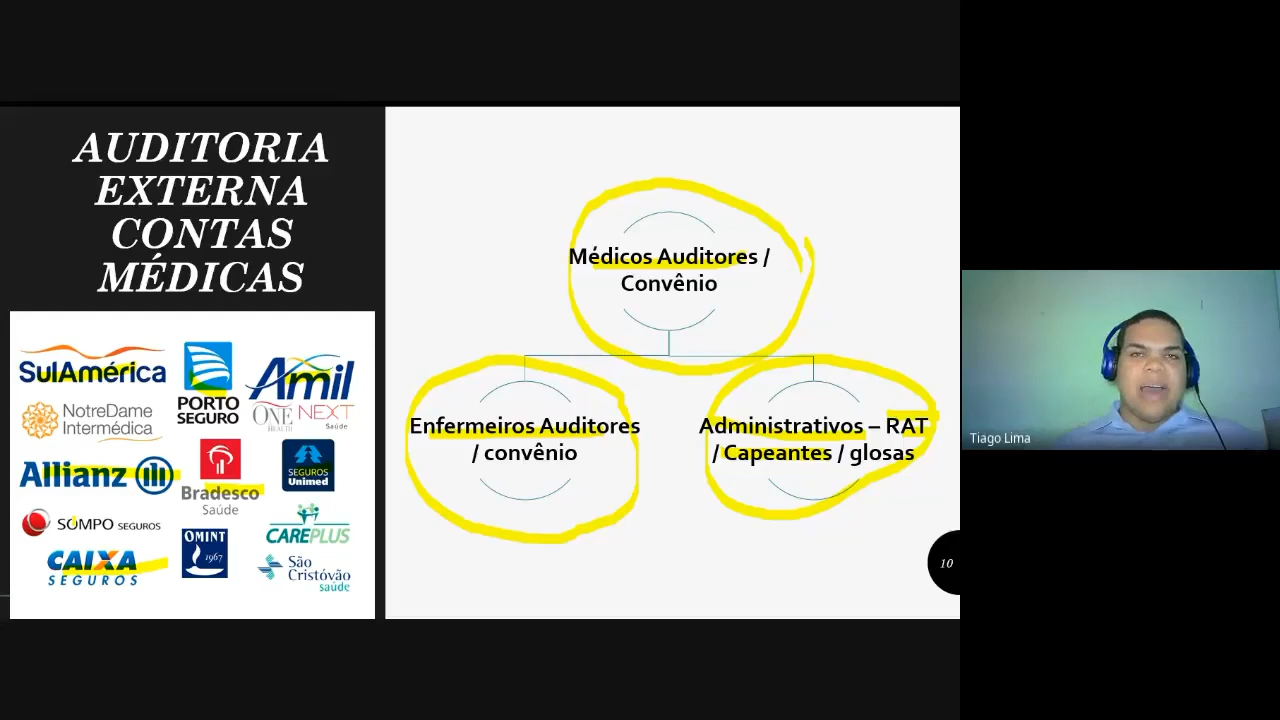 AUDITORIA
EXTERNA
CONTAS
MÉDICAS
SulAmérica
PORTO
SEGURO
Amil
ONE
HEALTH
NEXT
Saúde
NotreDame
Intermédica
Allianz
Bradesco
Saúde
SEGUROS
Unimed
SOMPO SEGUROS
OMINT
1967
CAREPLUS
CAIXA
SEGUROS
São
Cristóvão
saúde
Médicos Auditores /
Convênio
Enfermeiros Auditores
/ convênio
Administrativos – RAT
/ Capeantes / glosas
10
Tiago Lima